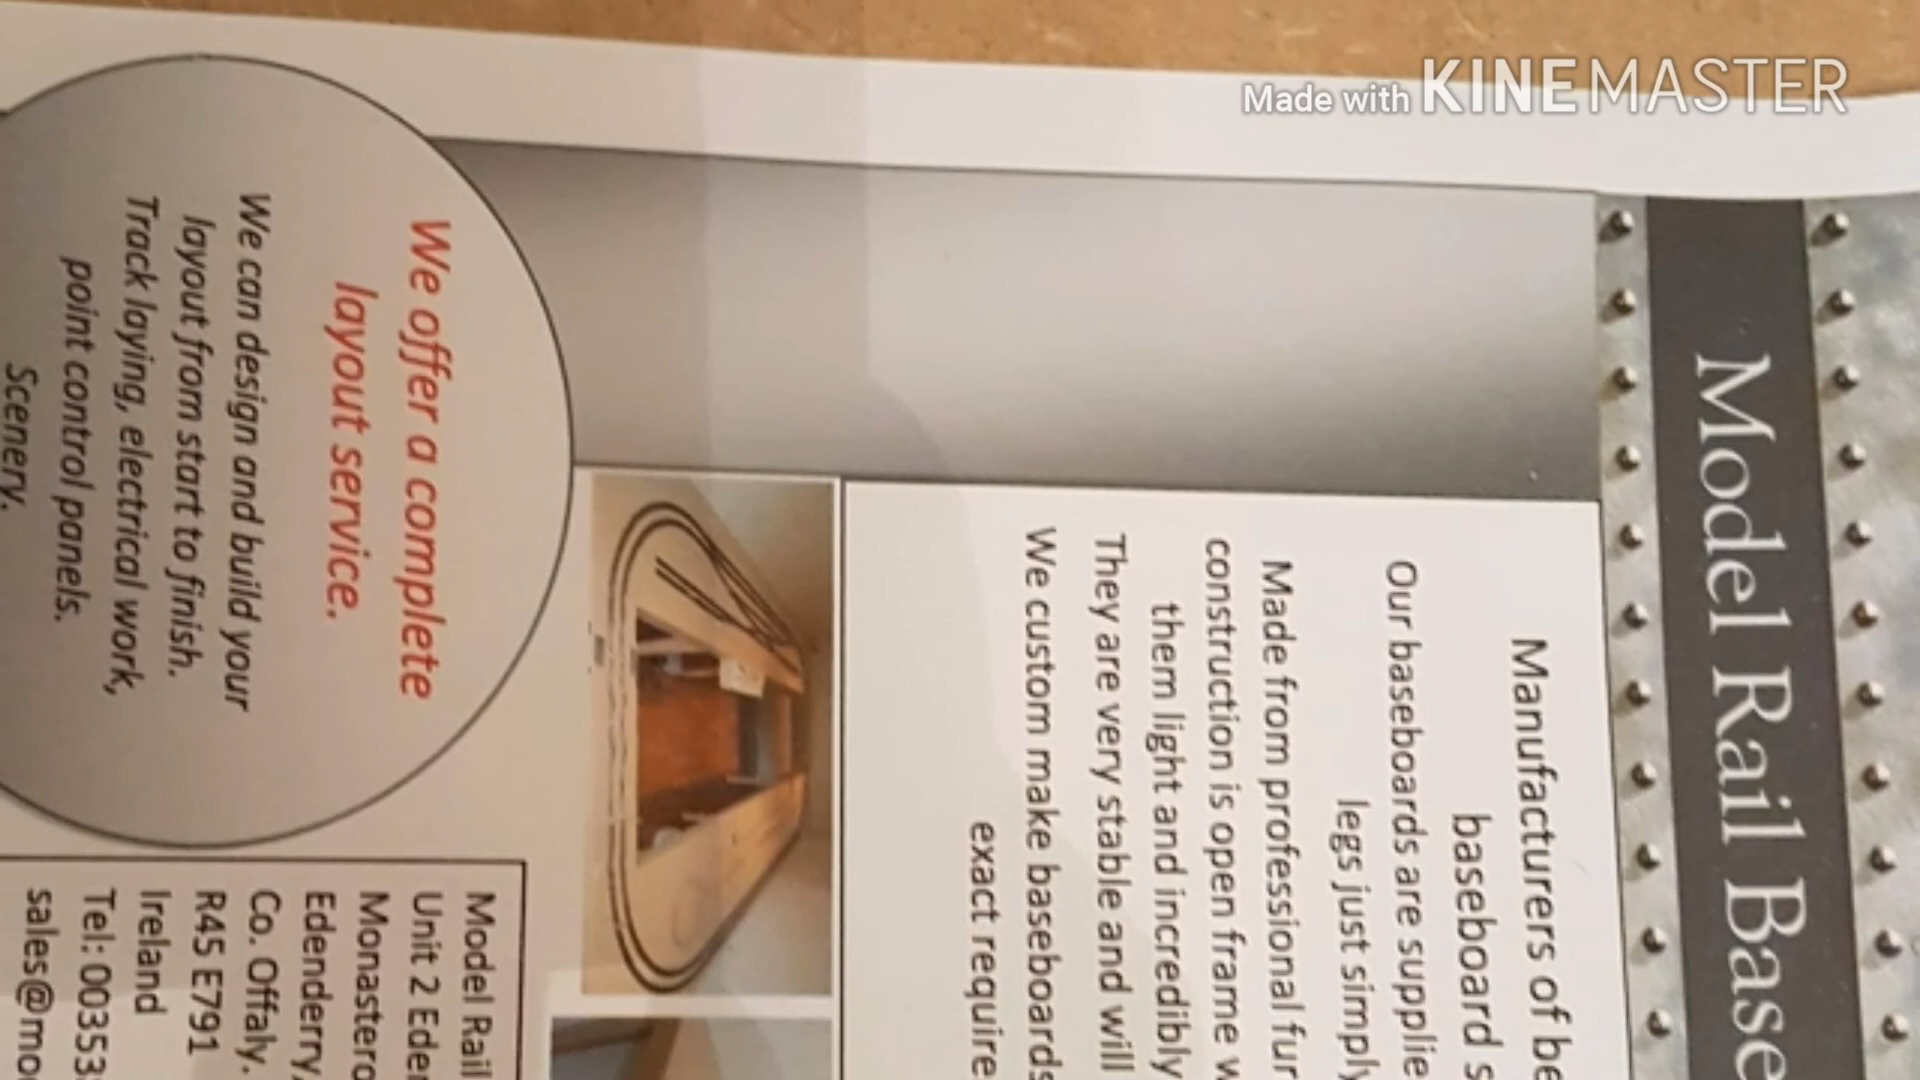 Made with KINEMASTER
Model Rail Base
Manufacturers of be
baseboard s
Our baseboards are supplie
legs just simply
Made from professional fur
construction is open frame w
them light and incredibly
They are very stable and will
We custom make baseboards
exact require
We offer a complete
layout service.
We can design and build your
layout from start to finish.
Track laying, electrical work,
point control panels.
Scenery.
Model Rail
Unit 2 Eden
Monastero
Edenderry,
Co. Offaly.
R45 E791
Ireland
Tel: 003353
sales@mo